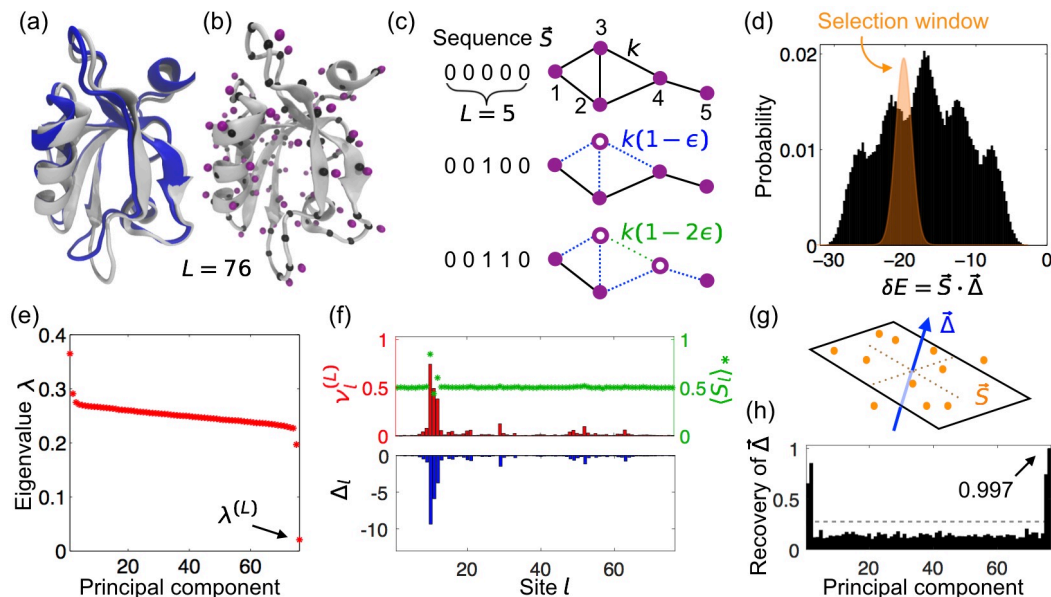 (a)
(b)
L = 76
(c)
Sequence S⃗
0 0 0 0 0
L = 5
1
2
3
4
5
k
0 0 1 0 0
k(1−ϵ)
0 0 1 1 0
k(1−2ϵ)
(d)
Selection window
Probability
0.02
0.01
0
−30
−20
−10
0
δE = S⃗ · Δ⃗
(e)
Eigenvalue λ
0.4
0.3
0.2
0.1
0
λ^(L)
20
40
60
Principal component
(f)
ν_l^(L)
1
0.5
0
1
0.5
0
⟨S_l⟩_*
Δ_l
0
-5
-10
20
40
60
Site l
(g)
Δ⃗
S⃗
(h)
Recovery of Δ⃗
1
0.5
0
0.997
20
40
60
Principal component